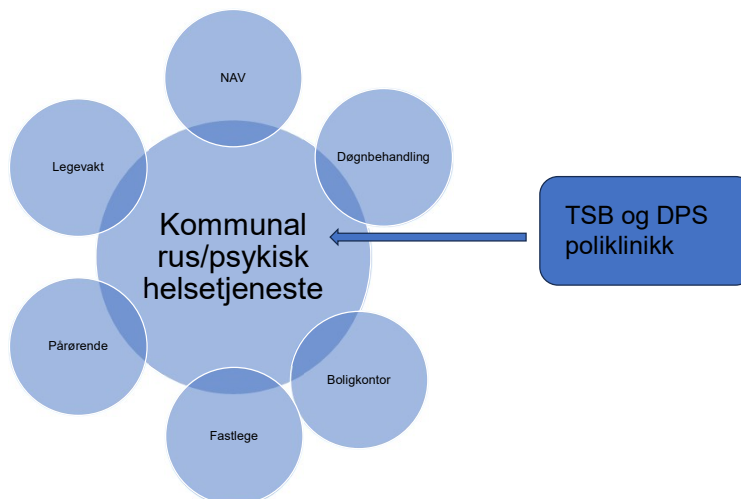 NAV
Døgnbehandling
Legevakt
Kommunal
rus/psykisk
helsetjeneste
TSB og DPS
poliklinikk
Pårørende
Boligkontor
Fastlege